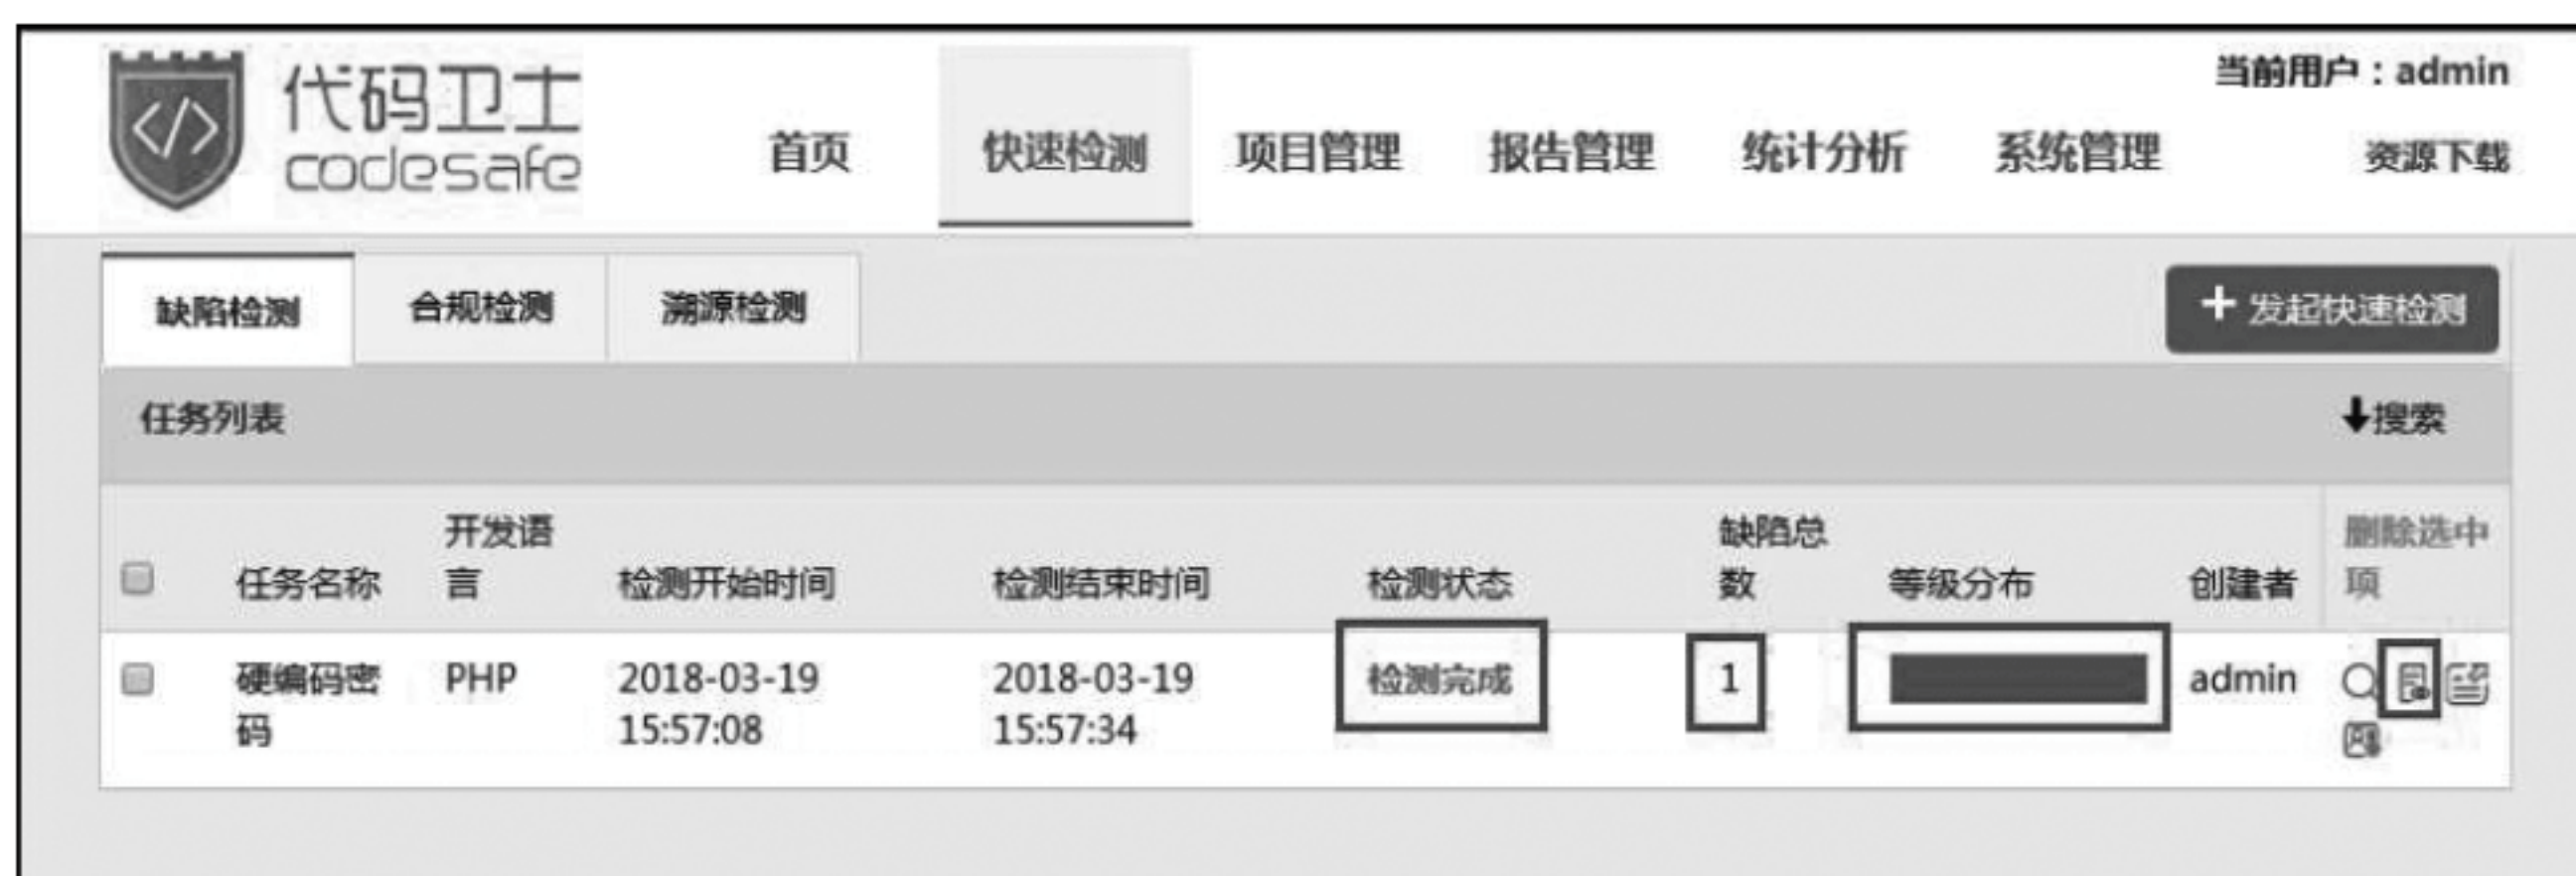 当前用户：admin
代码卫士
codesafe
首页 快速检测 项目管理 报告管理 统计分析 系统管理 资源下载
缺陷检测 合规检测 溯源检测 + 发起快速检测
任务列表 搜索
任务名称 开发语言 检测开始时间 检测结束时间 检测状态 缺陷总数 等级分布 创建者 删除选中项
硬编码密码 PHP 2018-03-19 15:57:08 2018-03-19 15:57:34 检测完成 1 admin